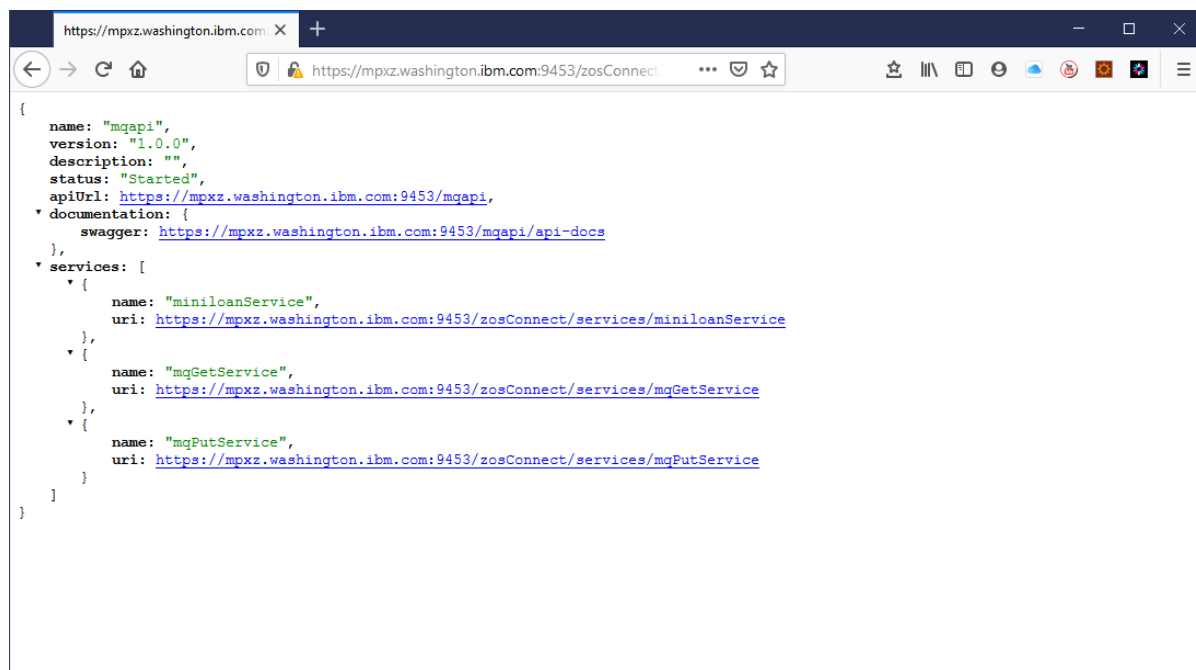 https://mpxz.washington.ibm.com
https://mpxz.washington.ibm.com:9453/zosConnect
{
name: "mqapi",
version: "1.0.0",
description: "",
status: "Started",
apiUrl: https://mpxz.washington.ibm.com:9453/mqapi,
documentation: {
swagger: https://mpxz.washington.ibm.com:9453/mqapi/api-docs
},
services: [
{
name: "miniloanService",
uri: https://mpxz.washington.ibm.com:9453/zosConnect/services/miniloanService
},
{
name: "mqGetService",
uri: https://mpxz.washington.ibm.com:9453/zosConnect/services/mqGetService
},
{
name: "mqPutService",
uri: https://mpxz.washington.ibm.com:9453/zosConnect/services/mqPutService
}
]
}